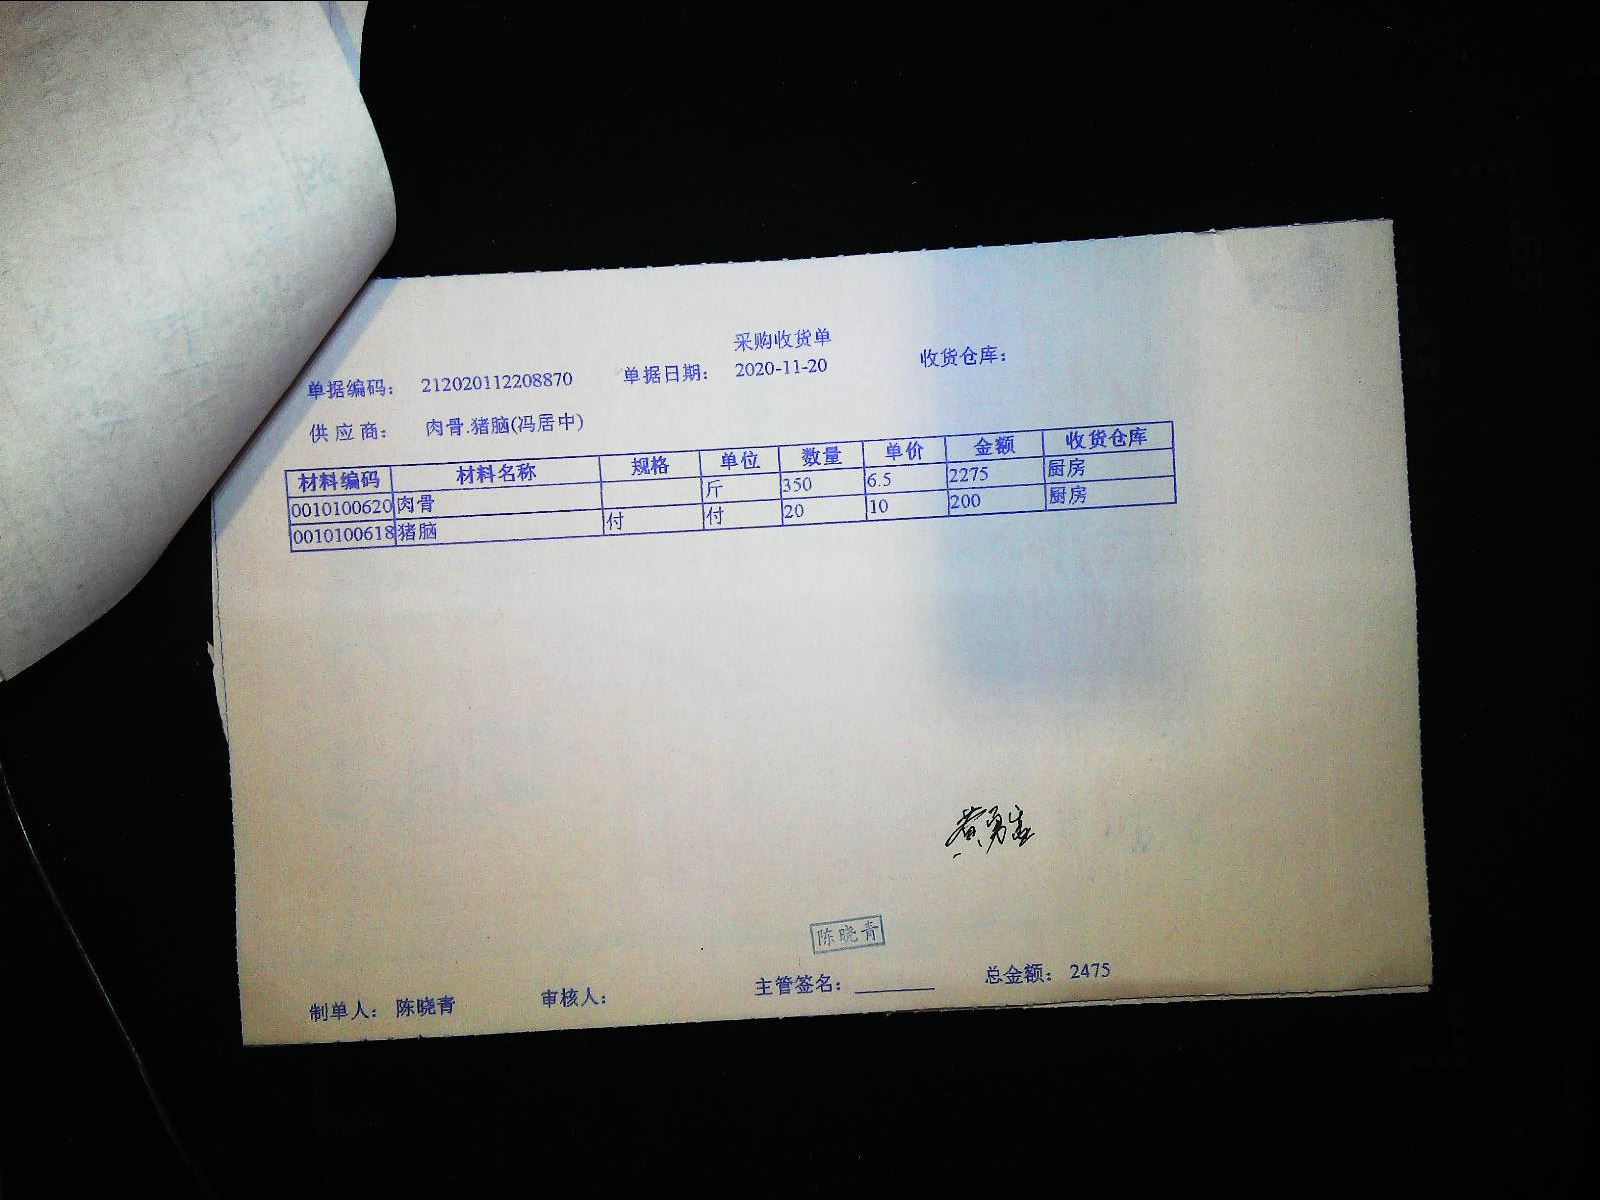 采购收货单
单据编码: 212020112208870 单据日期: 2020-11-20 收货仓库:
供应商: 肉骨.猪脑(冯居中)
材料编码 材料名称 规格 单位 数量 单价 金额 收货仓库
0010100620 肉骨 斤 350 6.5 2275 厨房
0010100618 猪脑 付 付 20 10 200 厨房
黄勇
陈晓青
制单人: 陈晓青 审核人: 主管签名: ________ 总金额: 2475